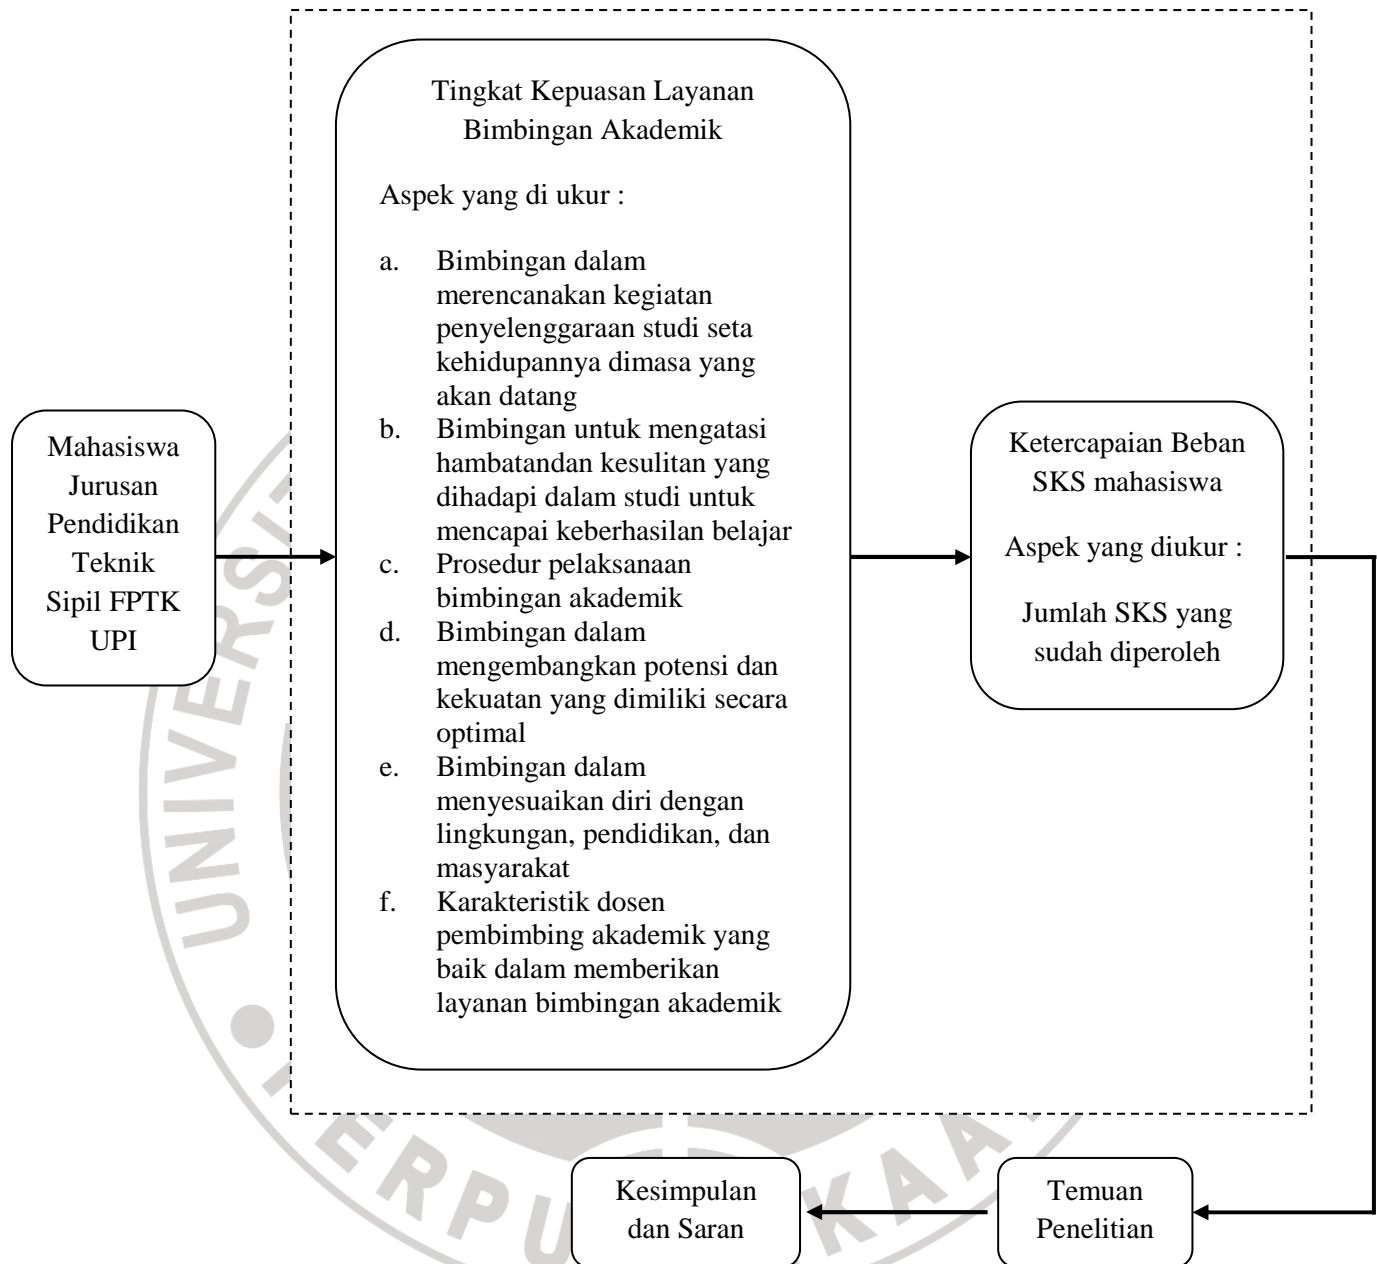 Tingkat Kepuasan Layanan
Bimbingan Akademik
Aspek yang di ukur :
a. Bimbingan dalam
merencanakan kegiatan
penyelenggaraan studi seta
kehidupannya dimasa yang
akan datang
b. Bimbingan untuk mengatasi
hambatandan kesulitan yang
dihadapi dalam studi untuk
mencapai keberhasilan belajar
c. Prosedur pelaksanaan
bimbingan akademik
d. Bimbingan dalam
mengembangkan potensi dan
kekuatan yang dimiliki secara
optimal
e. Bimbingan dalam
menyesuaikan diri dengan
lingkungan, pendidikan, dan
masyarakat
f. Karakteristik dosen
pembimbing akademik yang
baik dalam memberikan
layanan bimbingan akademik
Mahasiswa
Jurusan
Pendidikan
Teknik
Sipil FPTK
UPI
Ketercapaian Beban
SKS mahasiswa
Aspek yang diukur :
Jumlah SKS yang
sudah diperoleh
Kesimpulan
dan Saran
Temuan
Penelitian